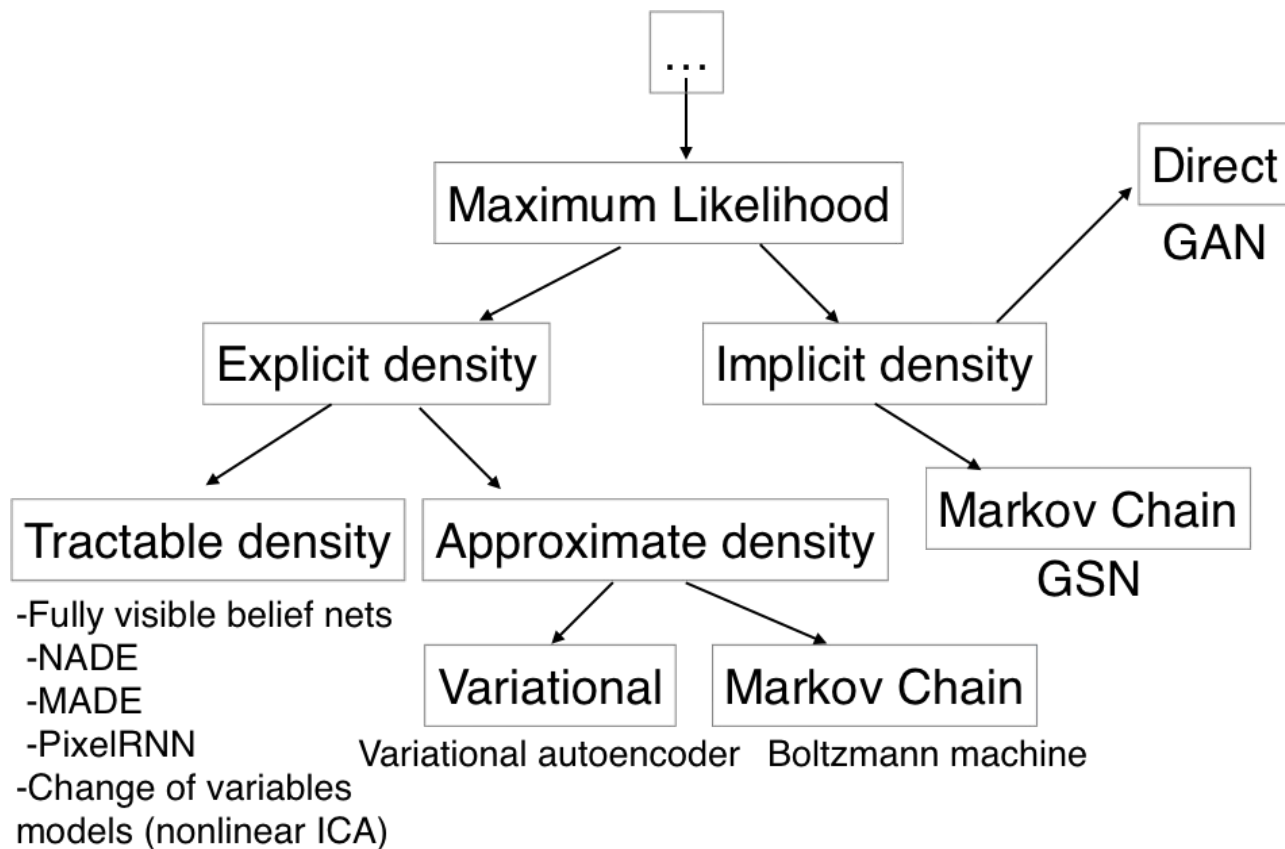 ...
Maximum Likelihood
Direct
GAN
Explicit density
Implicit density
Tractable density
Approximate density
Markov Chain
GSN
-Fully visible belief nets
-NADE
-MADE
-PixelRNN
-Change of variables
models (nonlinear ICA)
Variational
Markov Chain
Variational autoencoder
Boltzmann machine